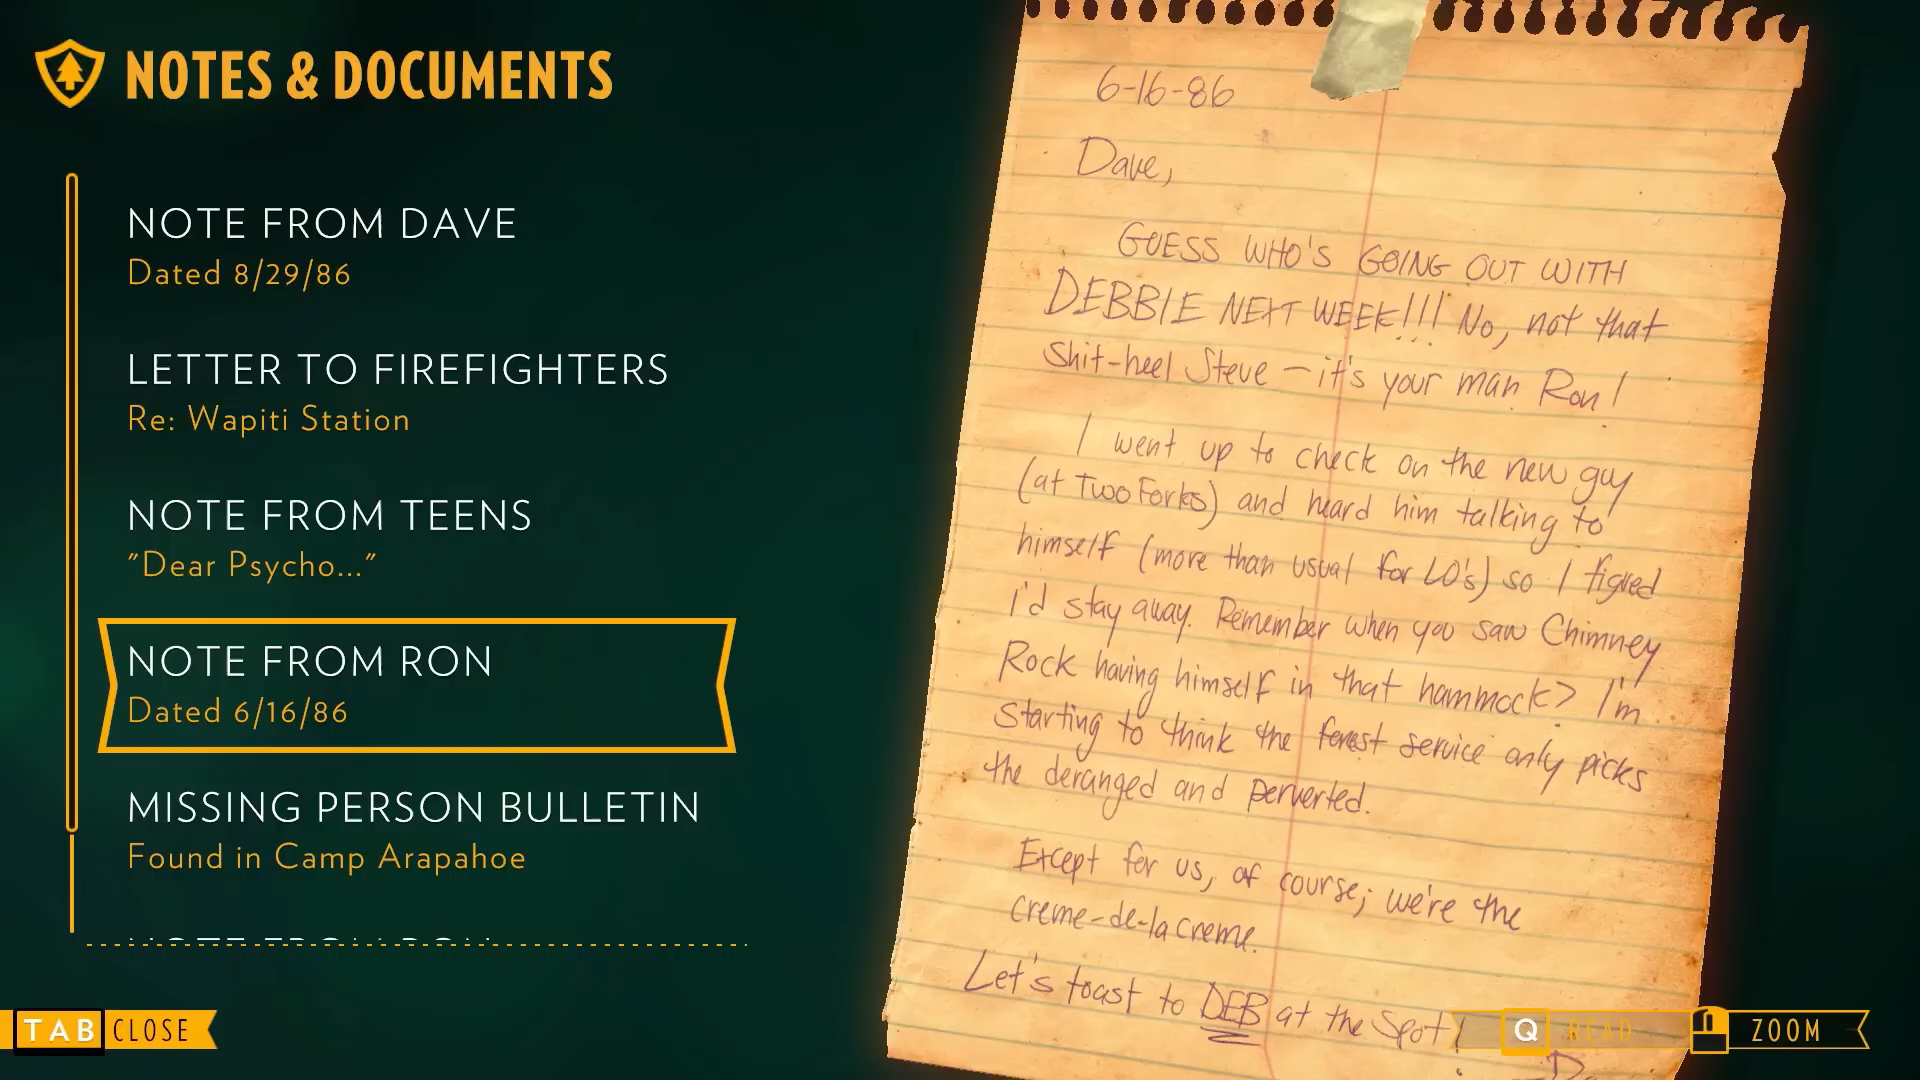 NOTES & DOCUMENTS
NOTE FROM DAVE
Dated 8/29/86
LETTER TO FIREFIGHTERS
Re: Wapiti Station
NOTE FROM TEENS
"Dear Psycho..."
NOTE FROM RON
Dated 6/16/86
MISSING PERSON BULLETIN
Found in Camp Arapahoe
TAB CLOSE
6-16-86
Dave,
GUESS WHO'S GOING OUT WITH
DEBBIE NEXT WEEK!!! No, not that
shit-heel Steve - it's your man Ron!
I went up to check on the new guy
(at Two Forks) and heard him talking to
himself (more than usual for LO's) so I figred
i'd stay away. Remember when you saw Chimney
Rock having himself in that hammock? I'm
starting to think the forest service only picks
the deranged and perverted.
Except for us, of course; we're the
creme-de-la creme.
Let's toast to DEB at the Spot!
Q READ
ZOOM